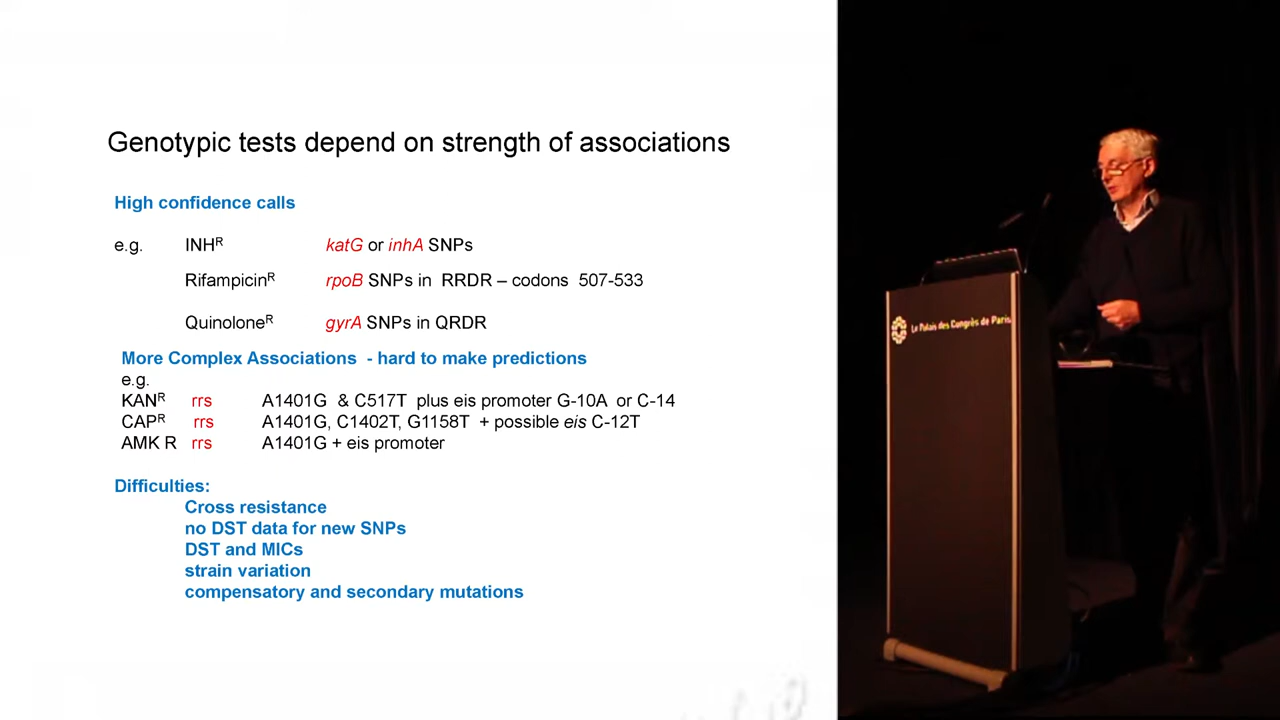 Genotypic tests depend on strength of associations
High confidence calls
e.g. INHR katG or inhA SNPs
RifampicinR rpoB SNPs in RRDR – codons 507-533
QuinoloneR gyrA SNPs in QRDR
More Complex Associations - hard to make predictions
e.g.
KANR rrs A1401G & C517T plus eis promoter G-10A or C-14
CAPR rrs A1401G, C1402T, G1158T + possible eis C-12T
AMK R rrs A1401G + eis promoter
Difficulties:
Cross resistance
no DST data for new SNPs
DST and MICs
strain variation
compensatory and secondary mutations
Le Palais des Congrès de Paris